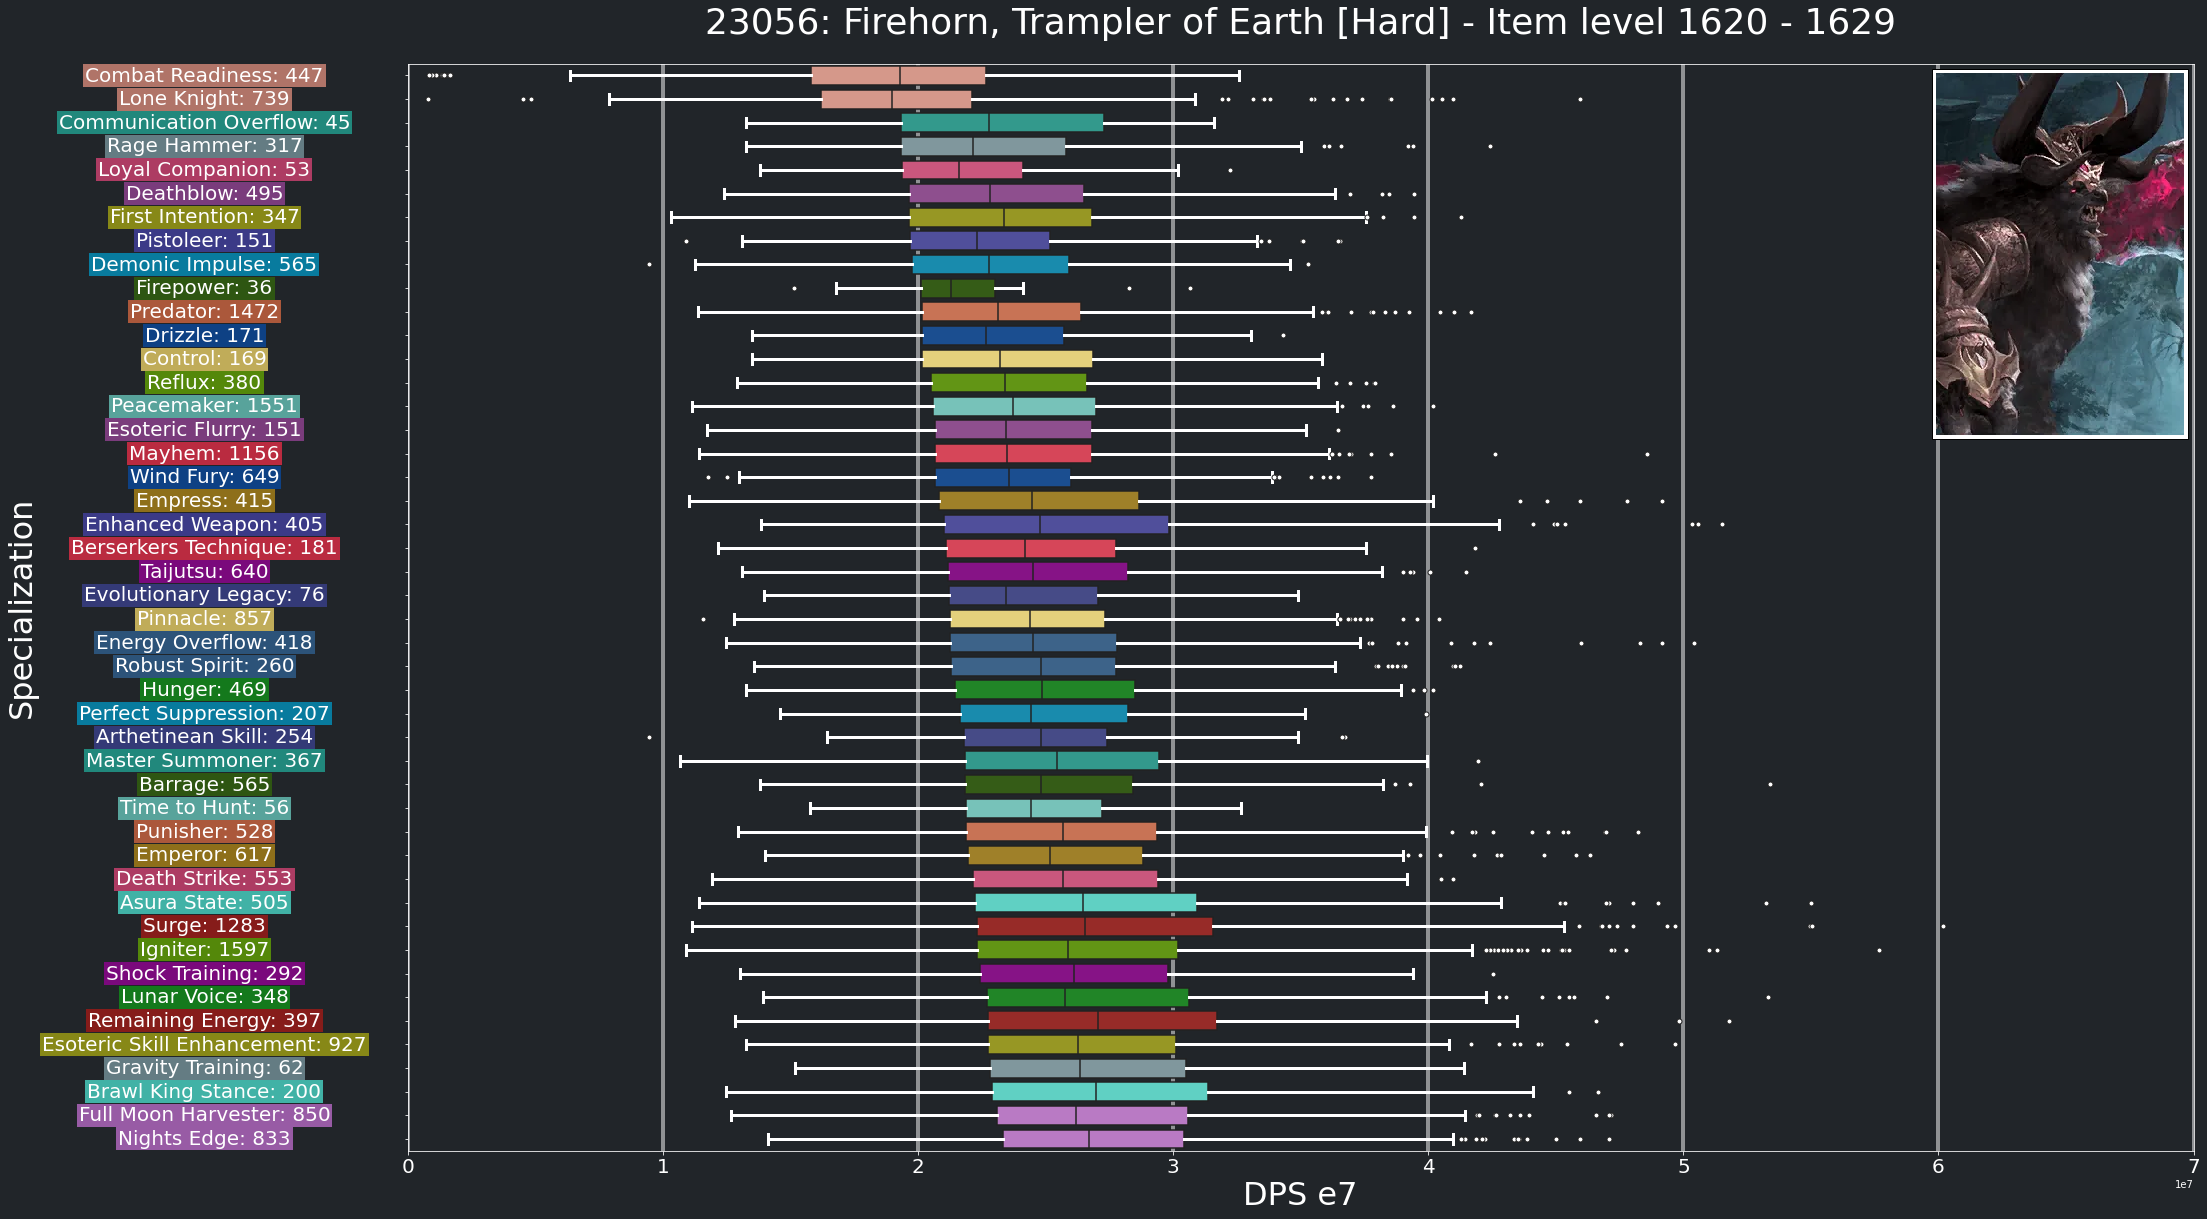 23056: Firehorn, Trampler of Earth [Hard] - Item level 1620 - 1629
Specialization
Combat Readiness: 447
Lone Knight: 739
Communication Overflow: 45
Rage Hammer: 317
Loyal Companion: 53
Deathblow: 495
First Intention: 347
Pistoleer: 151
Demonic Impulse: 565
Firepower: 36
Predator: 1472
Drizzle: 171
Control: 169
Reflux: 380
Peacemaker: 1551
Esoteric Flurry: 151
Mayhem: 1156
Wind Fury: 649
Empress: 415
Enhanced Weapon: 405
Berserkers Technique: 181
Taijutsu: 640
Evolutionary Legacy: 76
Pinnacle: 857
Energy Overflow: 418
Robust Spirit: 260
Hunger: 469
Perfect Suppression: 207
Arthetinean Skill: 254
Master Summoner: 367
Barrage: 565
Time to Hunt: 56
Punisher: 528
Emperor: 617
Death Strike: 553
Asura State: 505
Surge: 1283
Igniter: 1597
Shock Training: 292
Lunar Voice: 348
Remaining Energy: 397
Esoteric Skill Enhancement: 927
Gravity Training: 62
Brawl King Stance: 200
Full Moon Harvester: 850
Nights Edge: 833
0 1 2 3 4 5 6 7
1e7
DPS e7